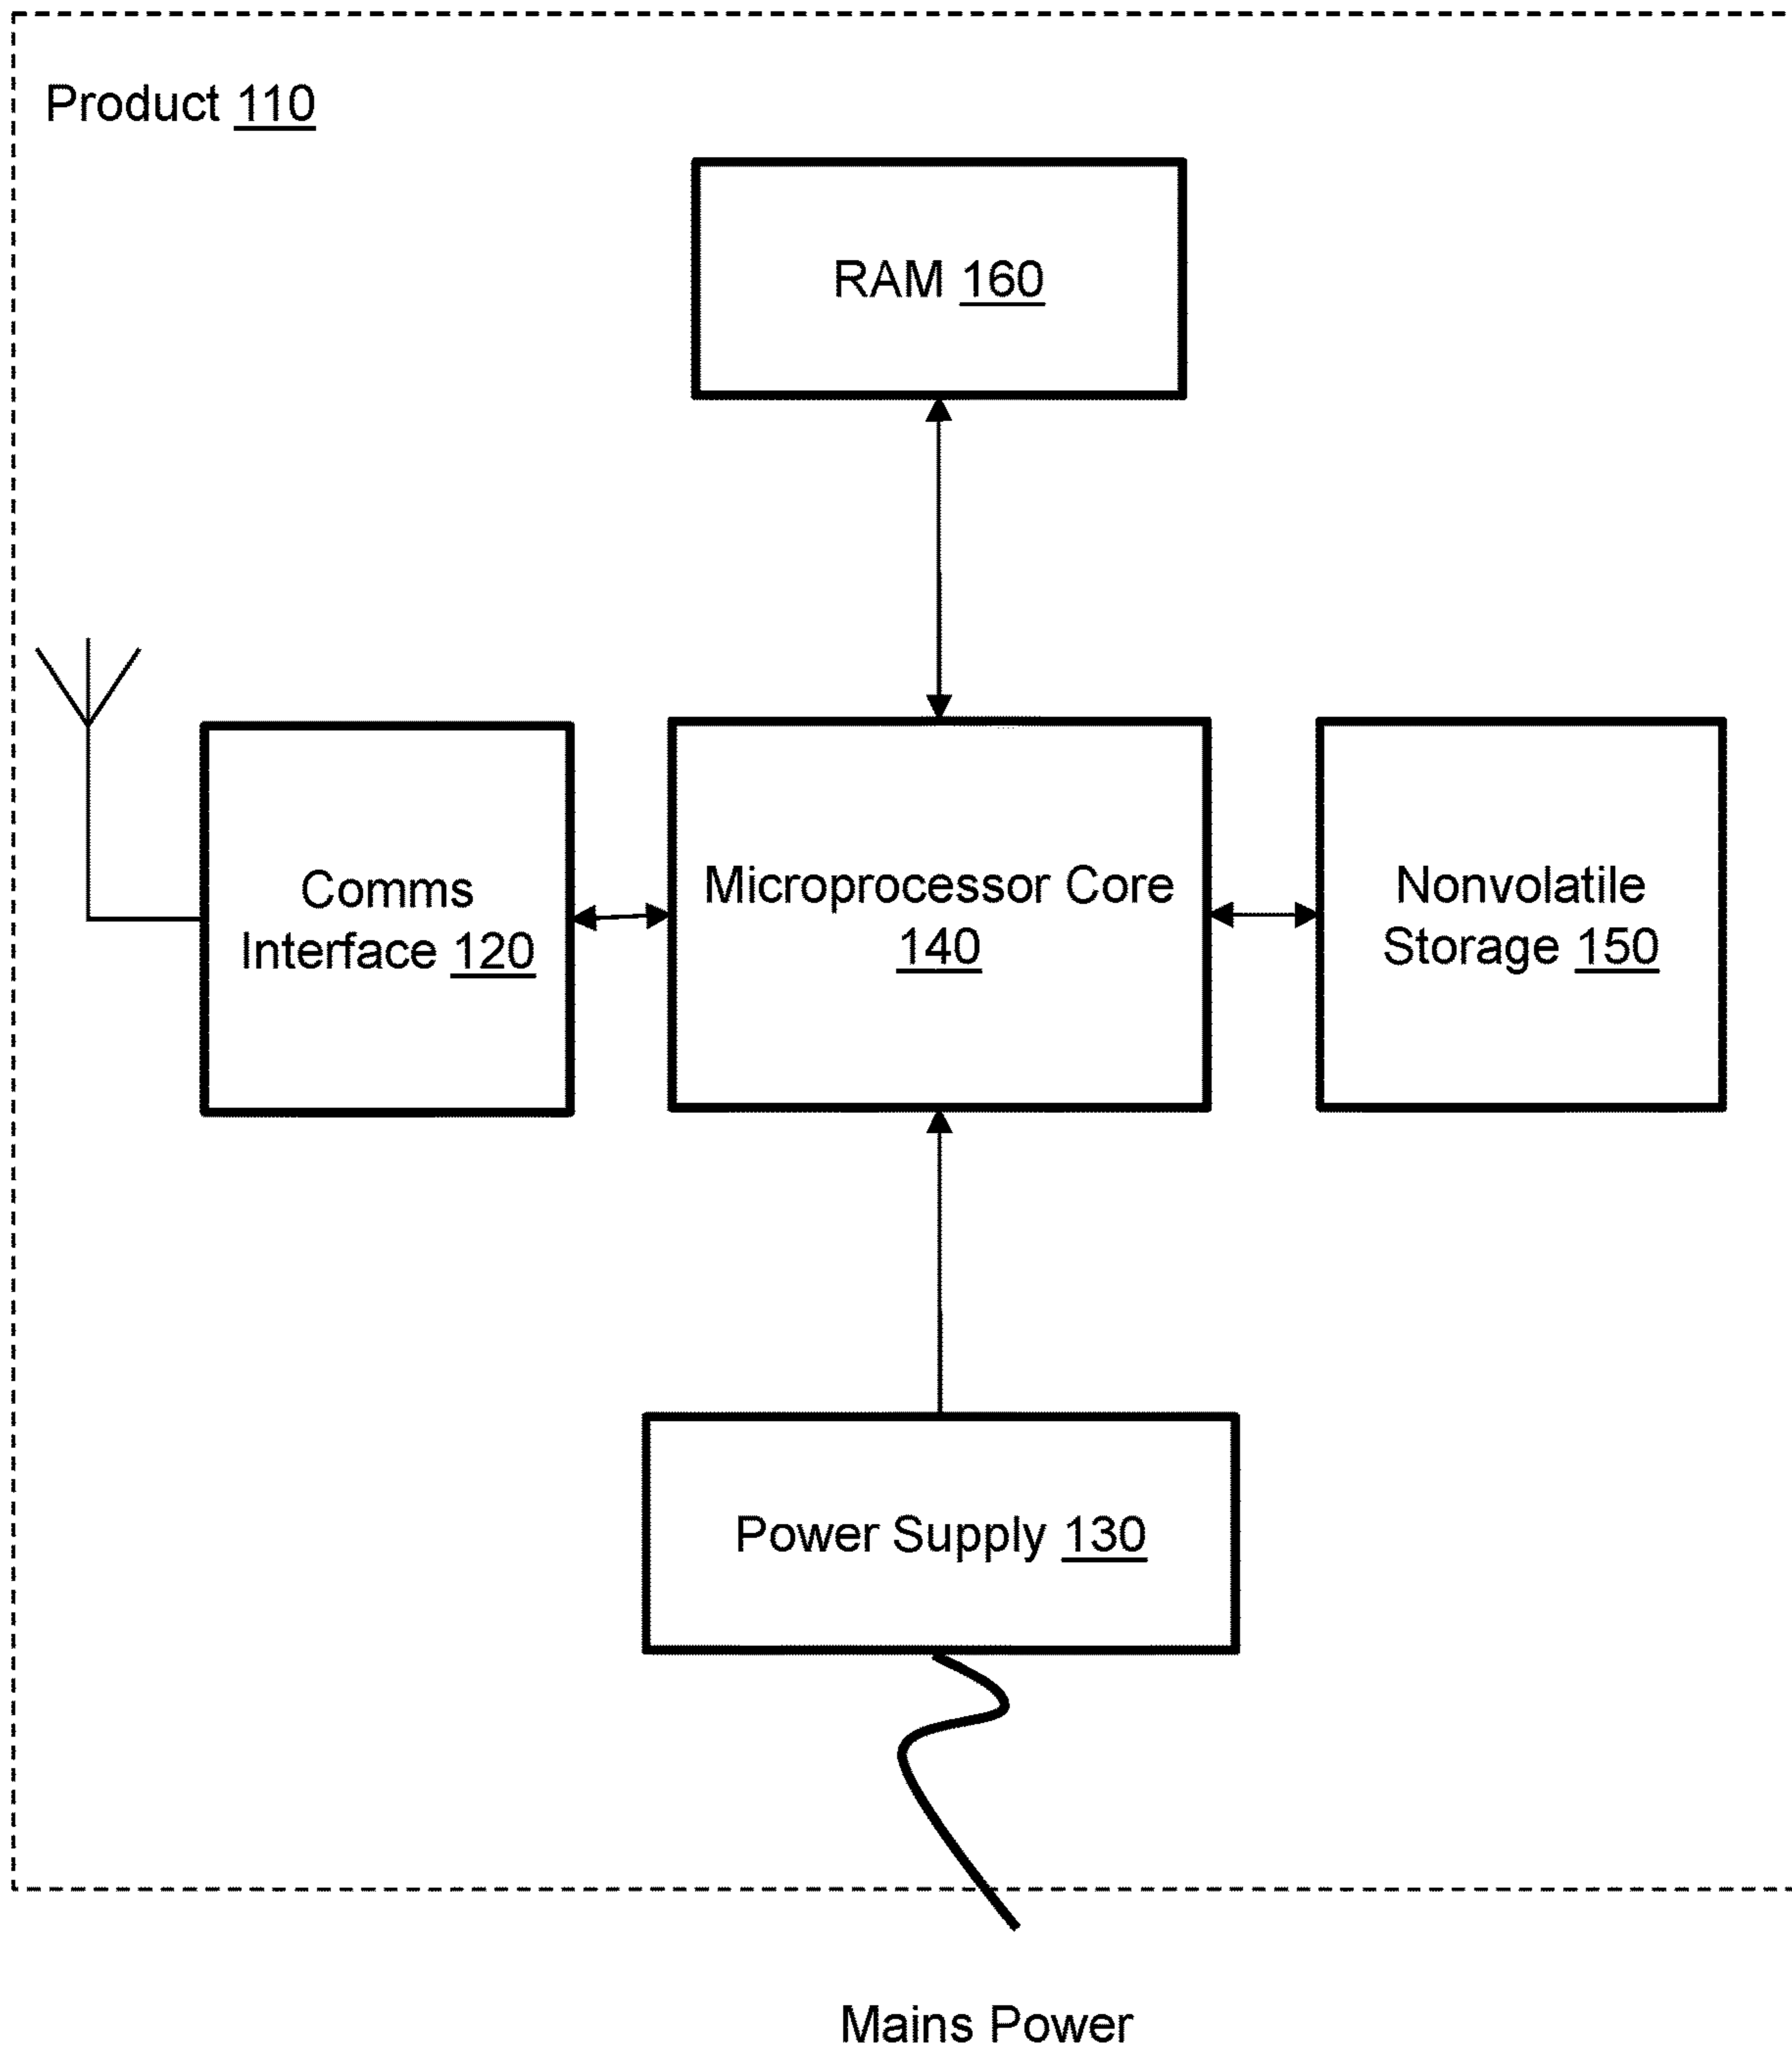 Product 110
RAM 160
Comms
Interface 120
Microprocessor Core
140
Nonvolatile
Storage 150
Power Supply 130
Mains Power